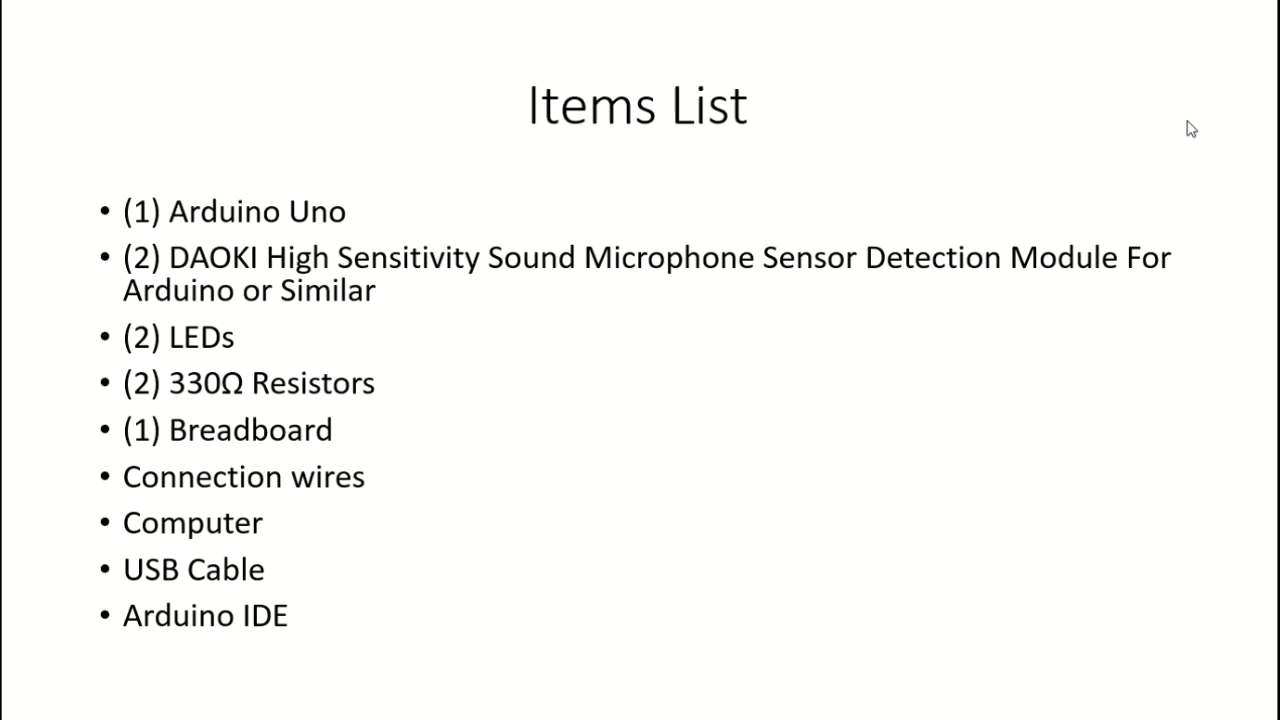 Items List
• (1) Arduino Uno
• (2) DAOKI High Sensitivity Sound Microphone Sensor Detection Module For
Arduino or Similar
• (2) LEDs
• (2) 330Ω Resistors
• (1) Breadboard
• Connection wires
• Computer
• USB Cable
• Arduino IDE